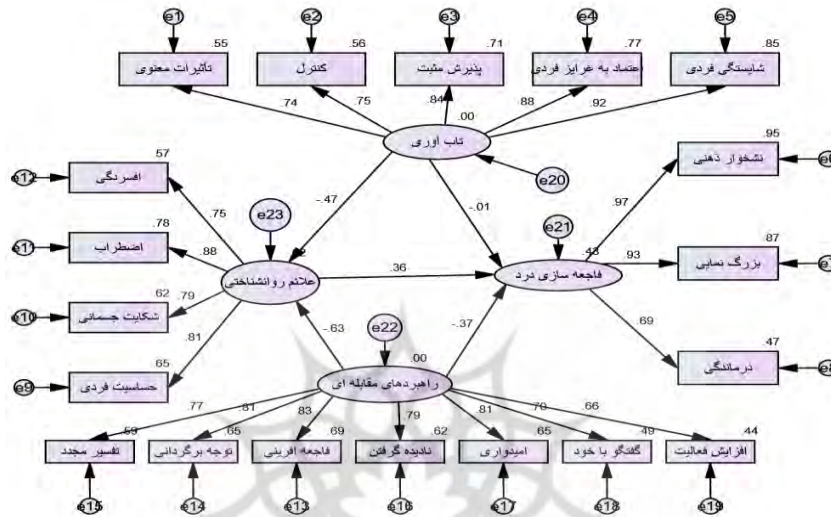 e1 e2 e3 e4 e5
.55 .56 .71 .77 .85
تأثیرات معنوی
کنترل
پذیرش مثبت
اعتماد به غرایز فردی
شایستگی فردی
.74 .75 .84 .88 .92
.00
تاب آوری
e20
.57
افسردگی
e12
.95
نشخوار ذهنی
.75 -.47 -.01 .97
e23 e21
.78
اضطراب
e11
.88
.87
بزرگ نمایی
.93
علائم روانشناختی
.36
.43
فاجعه سازی درد
.62
شکایت جسمانی
e10
.79
.69
.47
درماندگی
.65
حساسیت فردی
e9
.81
-.63 -.37
e22
.00
راهبردهای مقابله ای
.77 .81 .83 .79 .81 .70 .66
.59 .65 .69 .62 .65 .49 .44
تفسیر مجدد
توجه برگردانی
فاجعه آفرینی
نادیده گرفتن
امیدواری
گفتگو با خود
افزایش فعالیت
e15 e14 e13 e16 e17 e18 e19